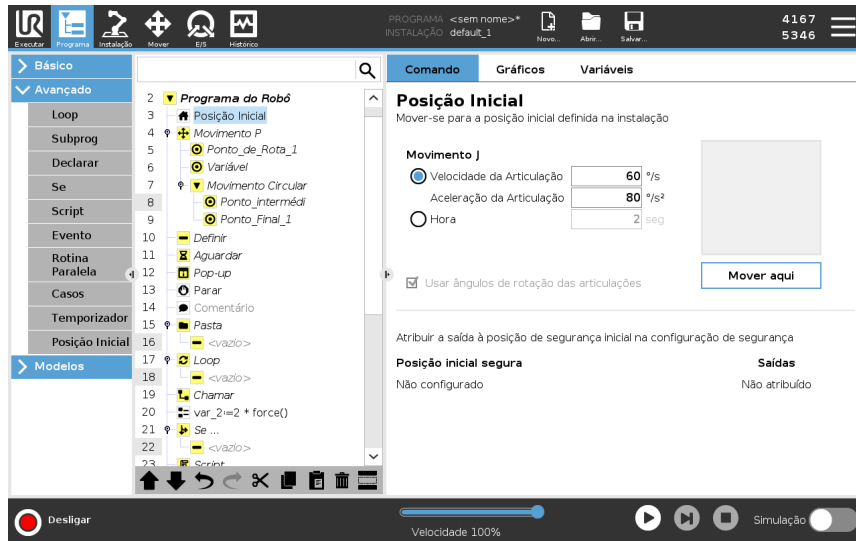 Executar
Programa
Instalação
Mover
E/S
Histórico
PROGRAMA <sem nome>*
INSTALAÇÃO default_1
Novo...
Abrir...
Salvar...
4167
5346
Básico
Avançado
Loop
Subprog
Declarar
Se
Script
Evento
Rotina
Paralela
Casos
Temporizador
Posição Inicial
Modelos
2 Programa do Robô
3 Posição Inicial
4 Movimento P
5 Ponto_de_Rota_1
6 Variável
7 Movimento Circular
8 Ponto_intermédi
9 Ponto_Final_1
10 Definir
11 Aguardar
12 Pop-up
13 Parar
14 Comentário
15 Pasta
16 <vazio>
17 Loop
18 <vazio>
19 Chamar
20 var_2:=2 * force()
21 Se ...
22 <vazio>
23 Script
Comando Gráficos Variáveis
Posição Inicial
Mover-se para a posição inicial definida na instalação
Movimento J
Velocidade da Articulação 60 °/s
Aceleração da Articulação 80 °/s²
Hora 2 seg
Usar ângulos de rotação das articulações
Mover aqui
Atribuir a saída à posição de segurança inicial na configuração de segurança
Posição inicial segura Saídas
Não configurado Não atribuído
Desligar
Velocidade 100%
Simulação